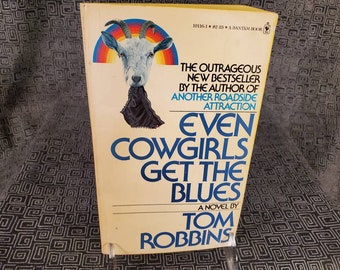 THE OUTRAGEOUS
NEW BESTSELLER
BY THE AUTHOR OF
ANOTHER ROADSIDE
ATTRACTION
EVEN
COWGIRLS
GET THE
BLUES
A NOVEL BY
TOM
ROBBINS